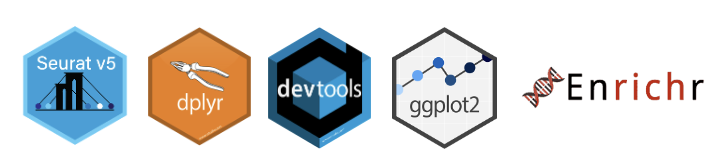 Seurat v5
dplyr
devtools
ggplot2
Enrichr